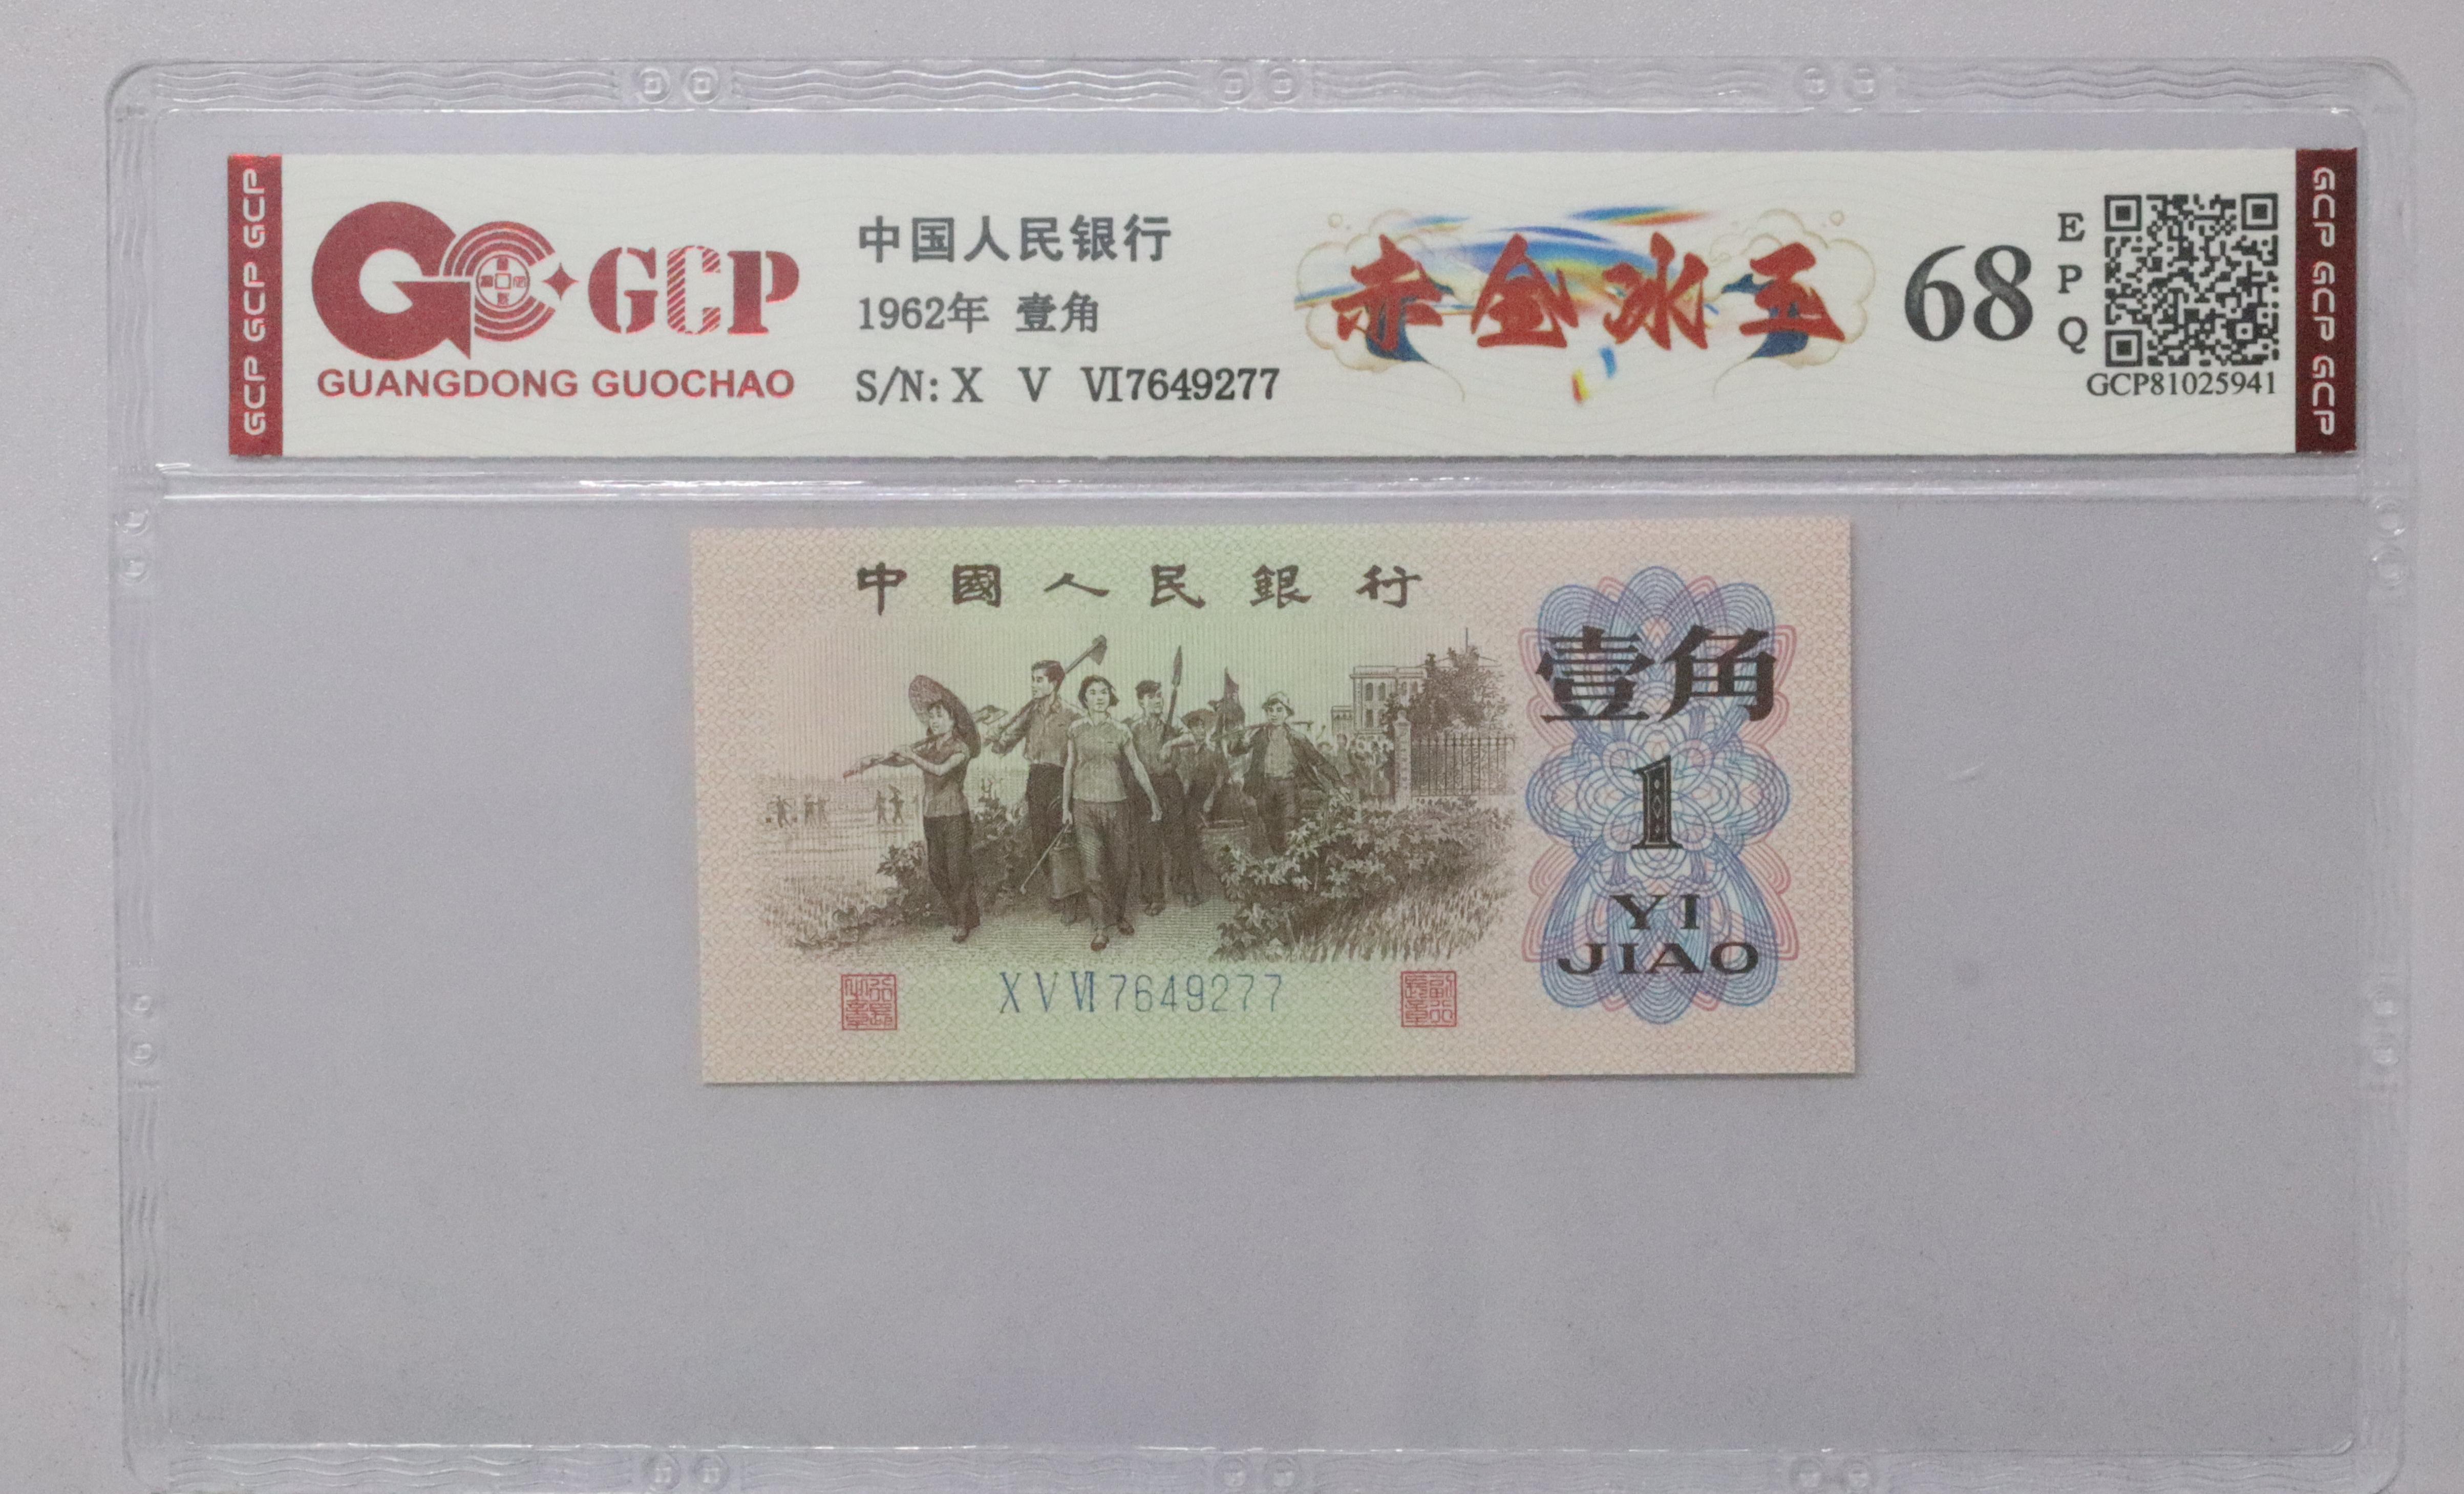 GCP GCP GCP
GCP
GUANGDONG GUOCHAO
中国人民银行
1962年 壹角
S/N: X V Ⅵ7649277
赤金冰玉
68
EPQ
GCP81025941
GCP GCP GCP
中國人民銀行
壹角
1
YI
JIAO
X V Ⅵ 7649277